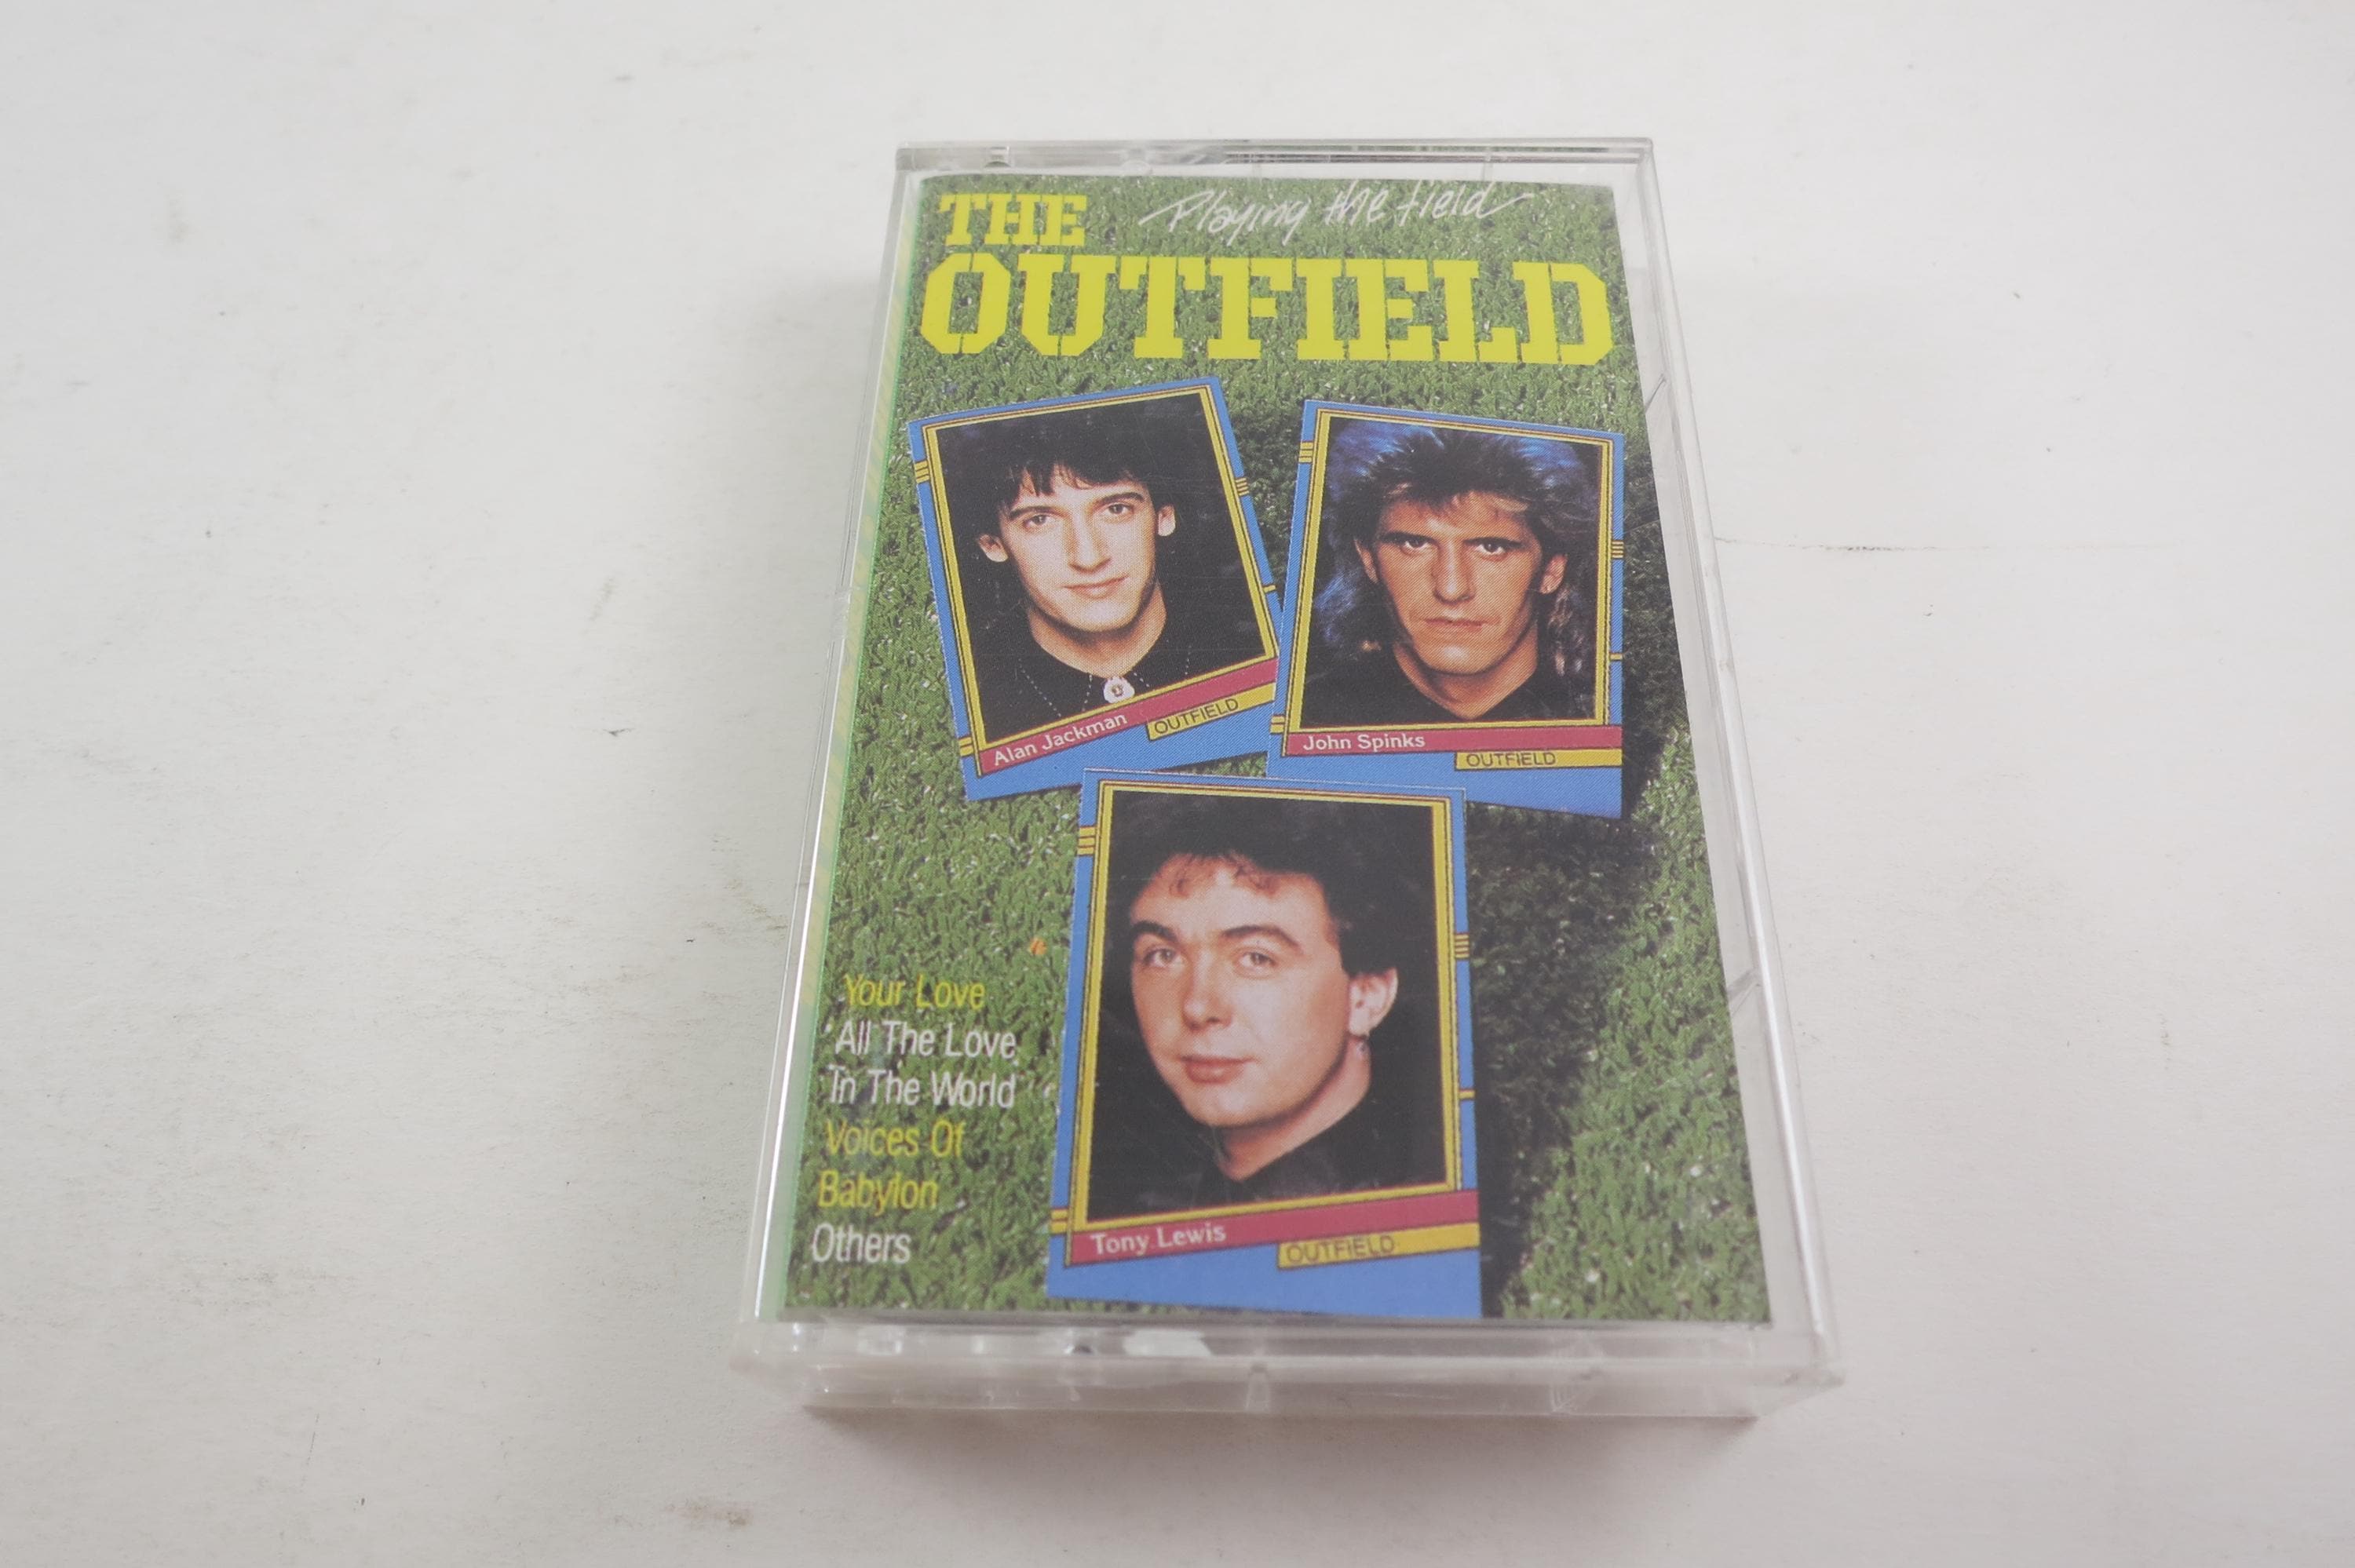 THE
Playing the field
OUTFIELD
Alan Jackman
OUTFIELD
John Spinks
OUTFIELD
Tony Lewis
OUTFIELD
Your Love
All The Love
In The World
Voices Of
Babylon
Others